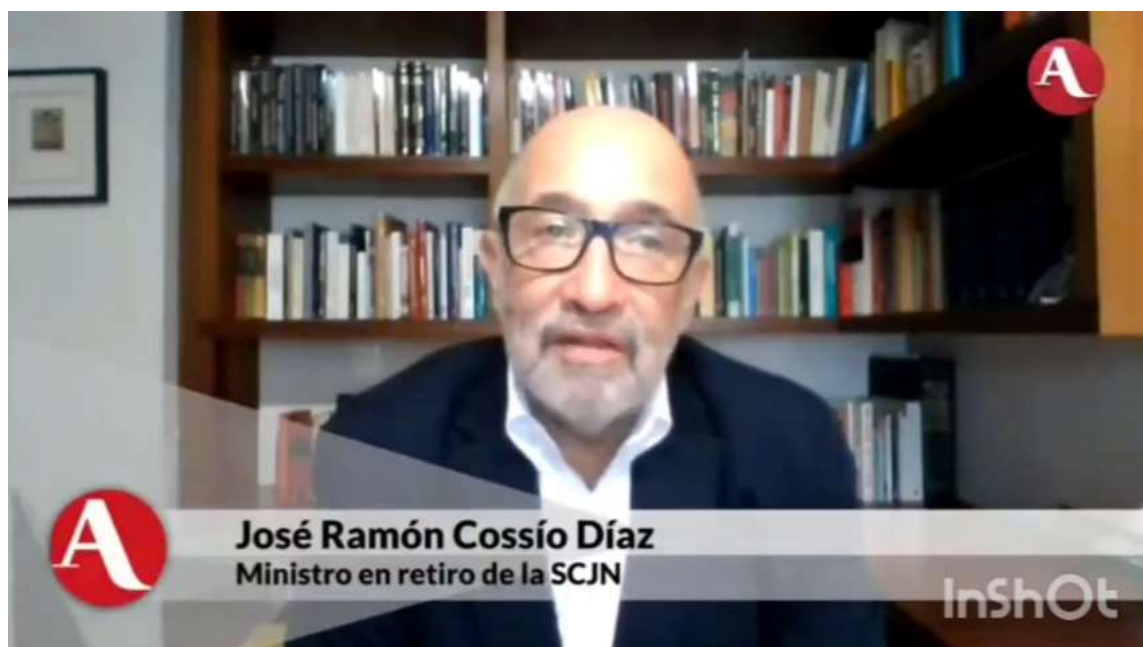 A
A
José Ramón Cossío Díaz
Ministro en retiro de la SCJN
InShOt